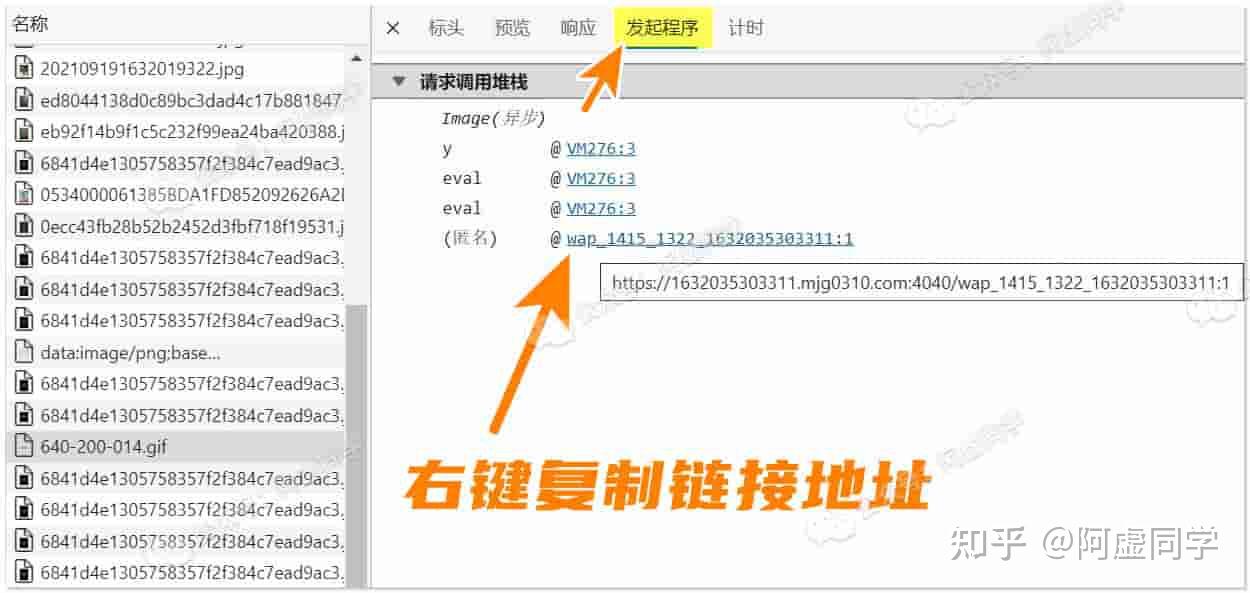 名称
202109191632019322.jpg
ed8044138d0c89bc3dad4c17b881847
eb92f14b9f1c5c232f99ea24ba420388.j
6841d4e1305758357f2f384c7ead9ac3.
0534000061385BDA1FD852092626A2
0ecc43fb28b52b2452d3fbf718f19531.j
6841d4e1305758357f2f384c7ead9ac3.
6841d4e1305758357f2f384c7ead9ac3.
6841d4e1305758357f2f384c7ead9ac3.
data:image/png;base...
6841d4e1305758357f2f384c7ead9ac3.
6841d4e1305758357f2f384c7ead9ac3.
640-200-014.gif
6841d4e1305758357f2f384c7ead9ac3.
6841d4e1305758357f2f384c7ead9ac3.
6841d4e1305758357f2f384c7ead9ac3.
6841d4e1305758357f2f384c7ead9ac3.
× 标头 预览 响应 发起程序 计时
▼ 请求调用堆栈
Image(异步)
y @ VM276:3
eval @ VM276:3
eval @ VM276:3
(匿名) @ wap_1415_1322_1632035303311:1
https://1632035303311.mjg0310.com:4040/wap_1415_1322_1632035303311:1
右键复制链接地址
知乎 @阿虚同学